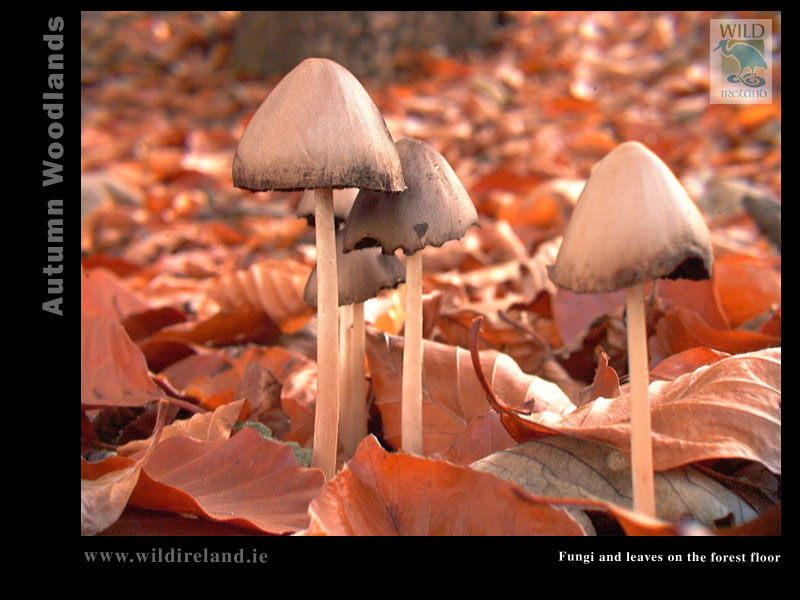 Autumn Woodlands
WILD
IRELAND
www.wildireland.ie
Fungi and leaves on the forest floor